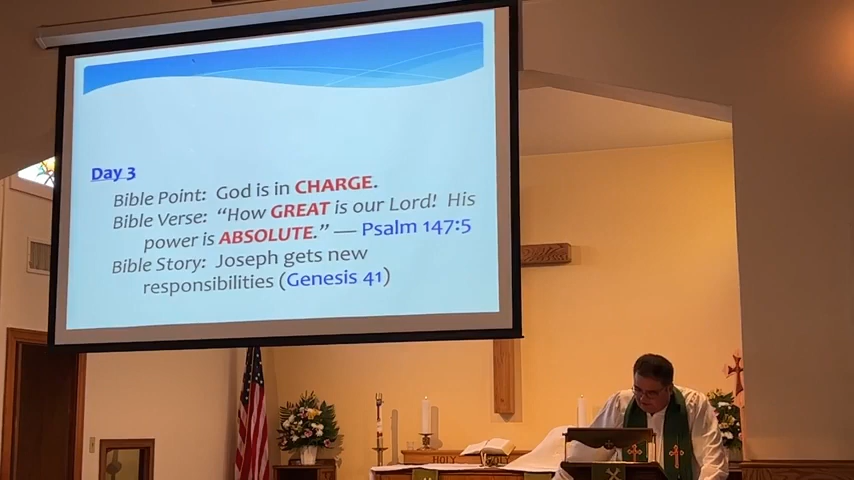 Day 3
Bible Point: God is in CHARGE.
Bible Verse: “How GREAT is our Lord! His
power is ABSOLUTE.” — Psalm 147:5
Bible Story: Joseph gets new
responsibilities (Genesis 41)
HOLY HOLY